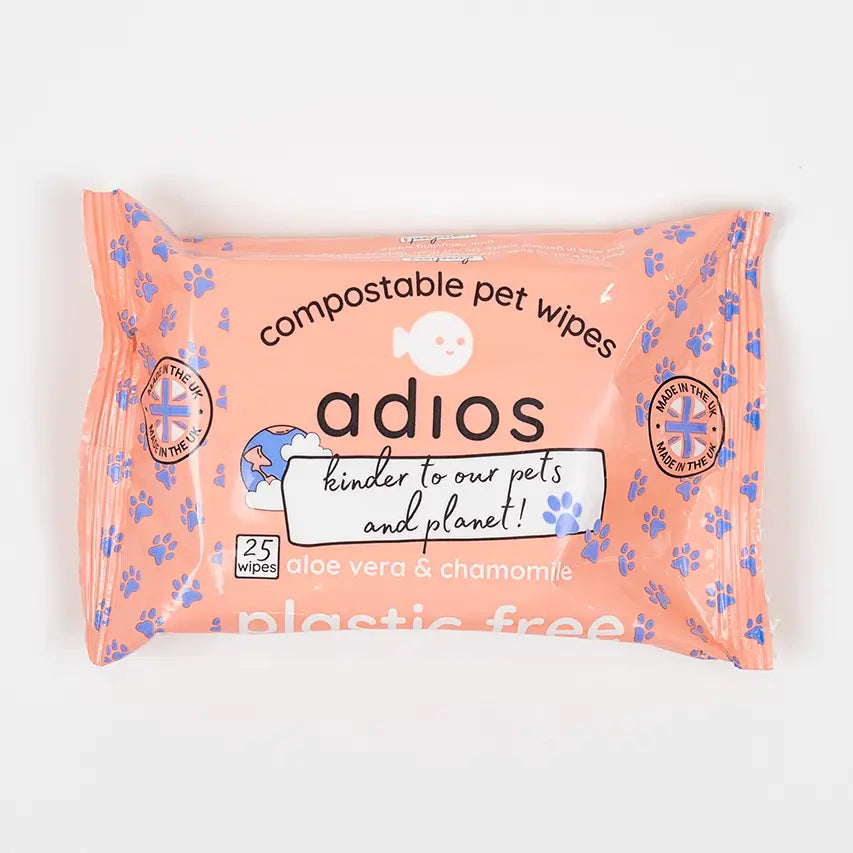 compostable pet wipes
adios
kinder to our pets
and planet!
25
wipes
aloe vera & chamomile
plastic free
MADE IN THE UK
MADE IN THE UK
MADE IN THE UK
MADE IN THE UK